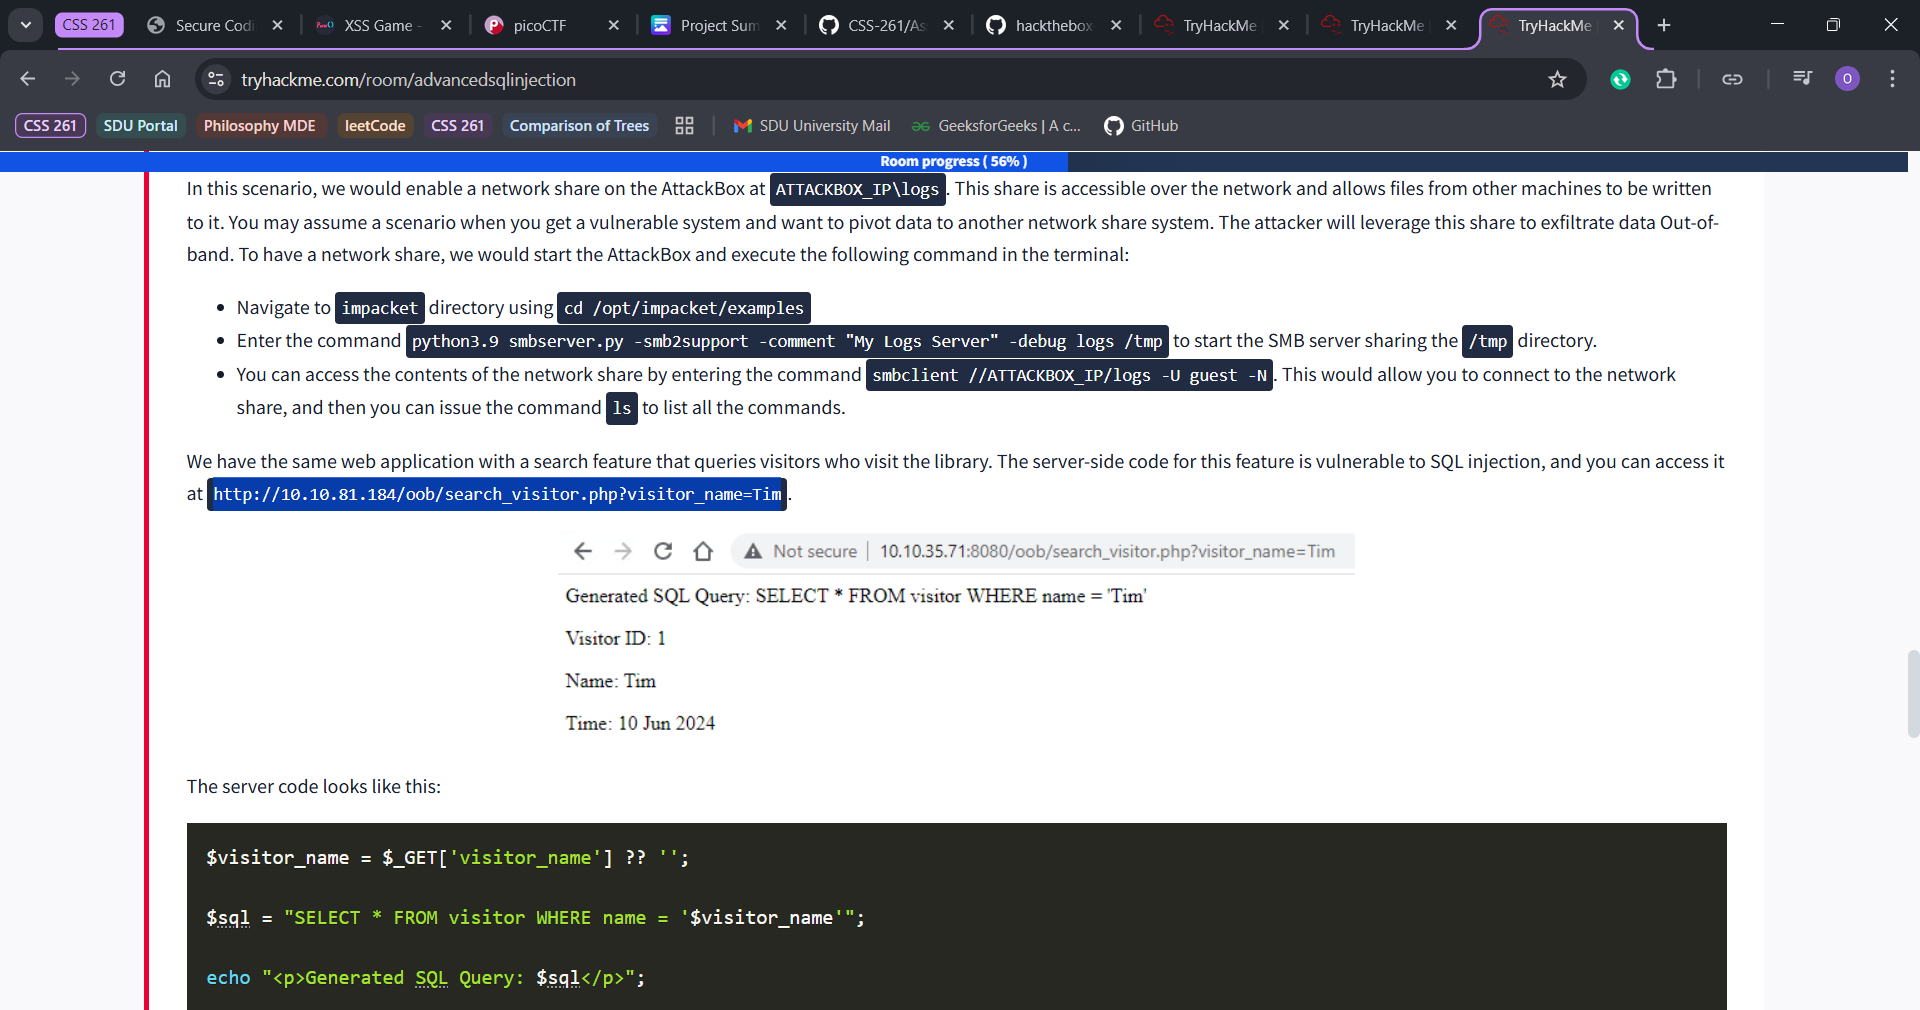 CSS 261
Secure Codi
XSS Game -
picoCTF
Project Sum
CSS-261/As
hackthebox
TryHackMe
TryHackMe
TryHackMe
tryhackme.com/room/advancedsqlinjection
O
CSS 261
SDU Portal
Philosophy MDE
leetCode
CSS 261
Comparison of Trees
SDU University Mail
GeeksforGeeks | A c...
GitHub
Room progress ( 56% )
In this scenario, we would enable a network share on the AttackBox at ATTACKBOX_IP\logs. This share is accessible over the network and allows files from other machines to be written
to it. You may assume a scenario when you get a vulnerable system and want to pivot data to another network share system. The attacker will leverage this share to exfiltrate data Out-of-
band. To have a network share, we would start the AttackBox and execute the following command in the terminal:
• Navigate to impacket directory using cd /opt/impacket/examples
• Enter the command python3.9 smbserver.py -smb2support -comment "My Logs Server" -debug logs /tmp to start the SMB server sharing the /tmp directory.
• You can access the contents of the network share by entering the command smbclient //ATTACKBOX_IP/logs -U guest -N. This would allow you to connect to the network
share, and then you can issue the command ls to list all the commands.
We have the same web application with a search feature that queries visitors who visit the library. The server-side code for this feature is vulnerable to SQL injection, and you can access it
at http://10.10.81.184/oob/search_visitor.php?visitor_name=Tim.
Not secure | 10.10.35.71:8080/oob/search_visitor.php?visitor_name=Tim
Generated SQL Query: SELECT * FROM visitor WHERE name = 'Tim'
Visitor ID: 1
Name: Tim
Time: 10 Jun 2024
The server code looks like this:
$visitor_name = $_GET['visitor_name'] ?? '';
$sql = "SELECT * FROM visitor WHERE name = '$visitor_name'";
echo "<p>Generated SQL Query: $sql</p>";